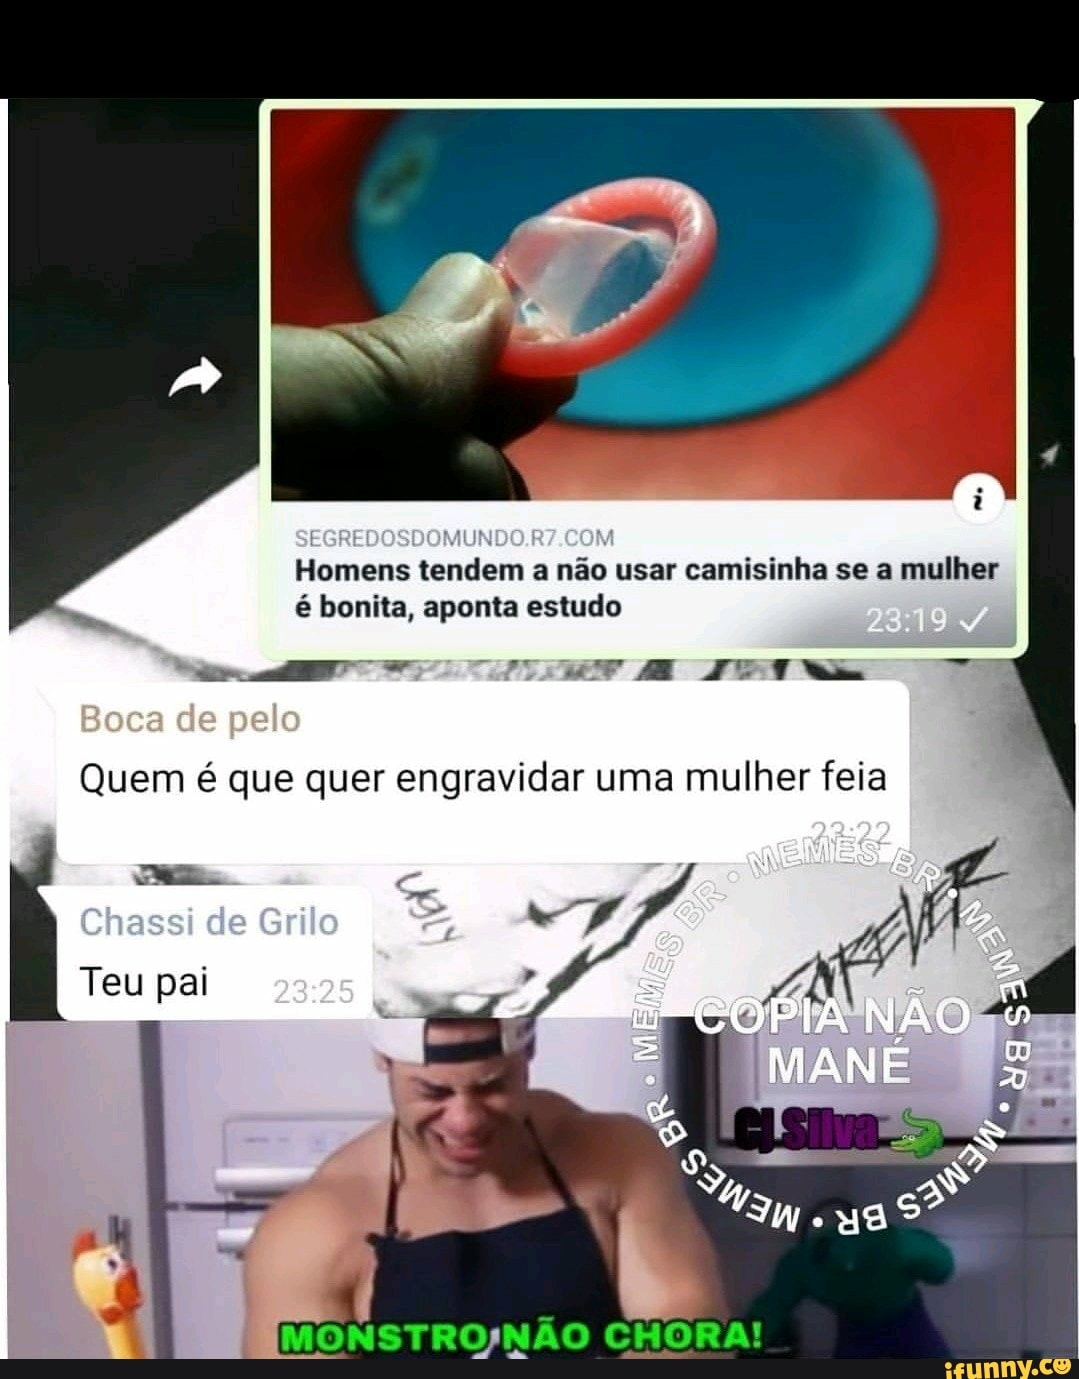 SEGREDOSDOMUNDO.R7.COM
Homens tendem a não usar camisinha se a mulher
é bonita, aponta estudo
23:19
Boca de pelo
Quem é que quer engravidar uma mulher feia
23:22
Chassi de Grilo
Teu pai
23:25
UGLY
FOREVER
MEMES BR • MEMES BR • MEMES BR • MEMES BR • MEMES BR •
COPIA NÃO
MANÉ
CJ Silva
MONSTRO NÃO CHORA!
ifunny.co